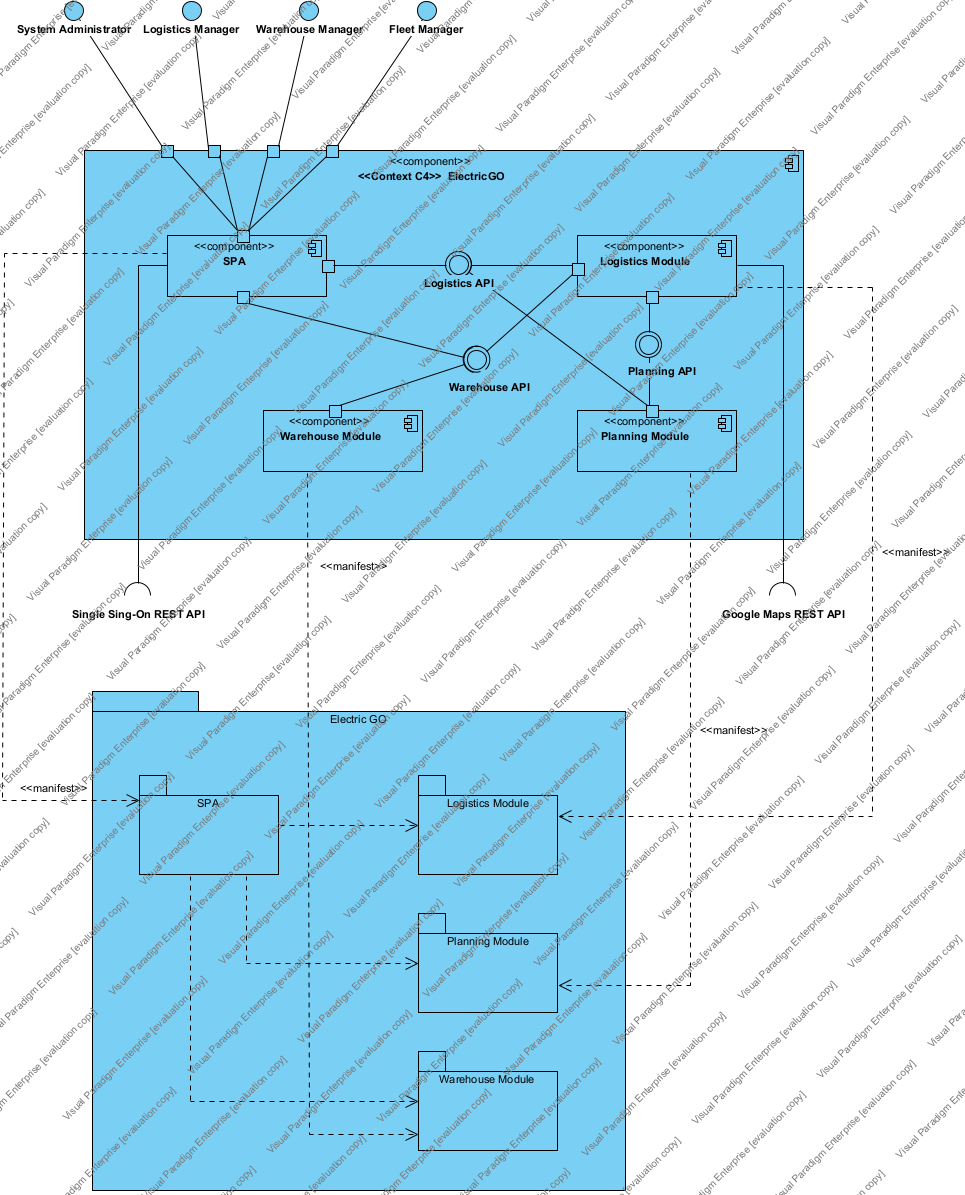 System Administrator
Logistics Manager
Warehouse Manager
Fleet Manager
<<component>>
<<Context C4>> ElectricGO
<<component>>
SPA
<<component>>
Logistics Module
Logistics API
Planning API
Warehouse API
<<component>>
Warehouse Module
<<component>>
Planning Module
<<manifest>>
<<manifest>>
Single Sing-On REST API
Google Maps REST API
Electric GO
<<manifest>>
<<manifest>>
SPA
Logistics Module
Planning Module
Warehouse Module
Visual Paradigm Enterprise [evaluation copy]